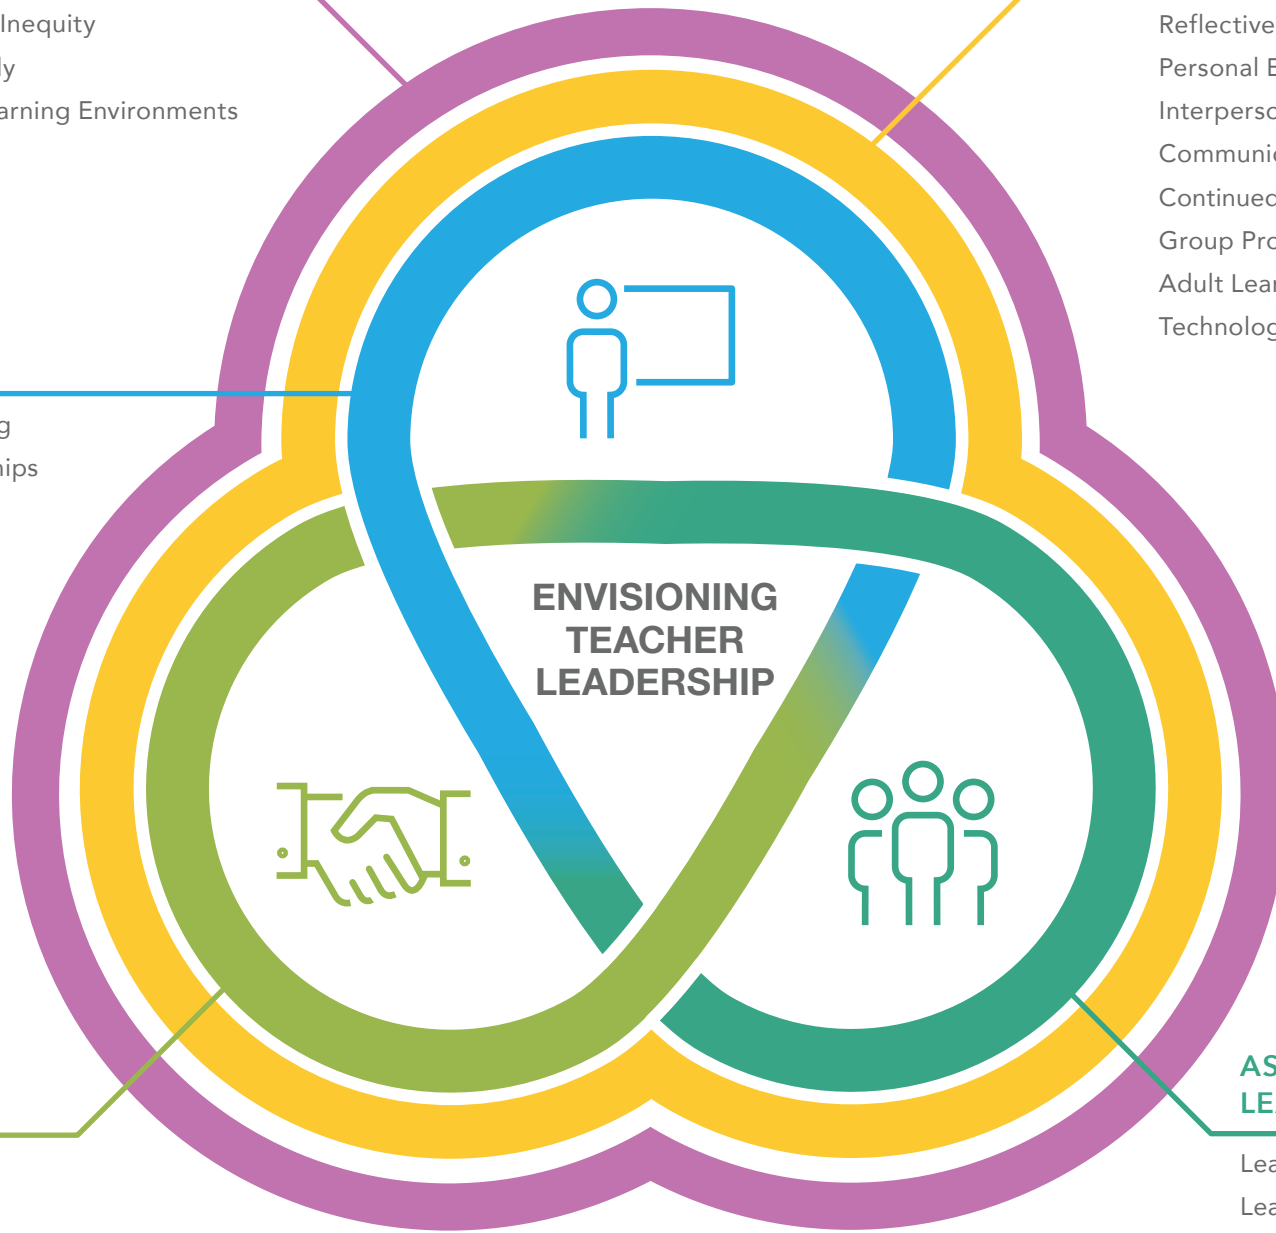 Inequity
ly
arning Environments
Reflective
Personal E
Interperso
Communic
Continued
Group Pro
Adult Lear
Technolog
g
hips
ENVISIONING
TEACHER
LEADERSHIP
AS
LEA
Lea
Lea